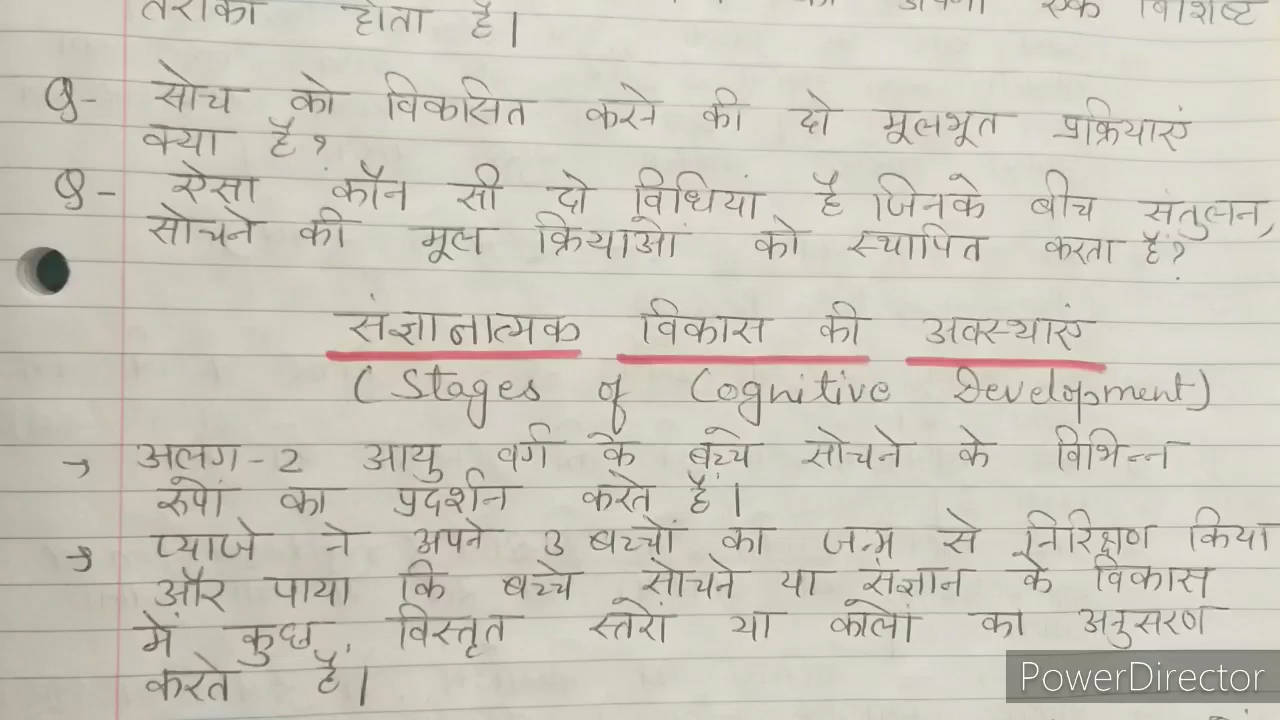 तरीका होता है।
अपना एक विशिष्ट
Q- सोच को विकसित करने की दो मूलभूत प्रक्रियाएं
क्या है?
Q- ऐसा कौन सी दो विधियां है जिनके बीच संतुलन,
सोचने की मूल क्रियाओं को स्थापित करता है?
संज्ञानात्मक विकास की अवस्थाएं
(Stages of Cognitive Development)
→ अलग-2 आयु वर्ग के बच्चे सोचने के विभिन्न
रुपों का प्रदर्शन करते हैं।
→ प्याजे ने अपने 3 बच्चों का जन्म से निरिक्षण किया
और पाया कि बच्चे सोचने या संज्ञान के विकास
में कुछ विस्तृत स्तरों या कालों का अनुसरण
करते हैं।
PowerDirector